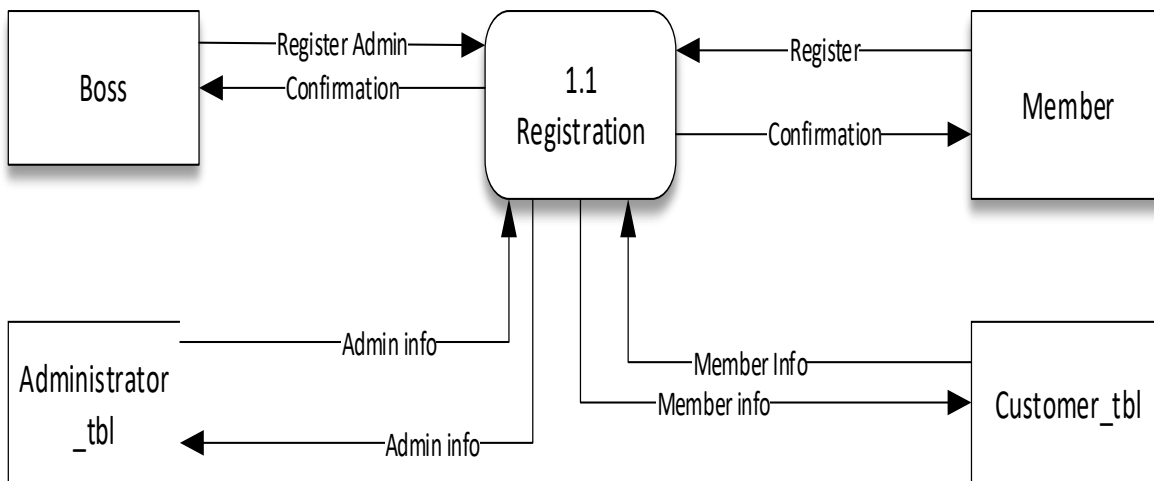 Boss
Register Admin
Confirmation
1.1
Registration
Register
Confirmation
Member
Administrator
_tbl
Admin info
Admin info
Member Info
Member info
Customer_tbl